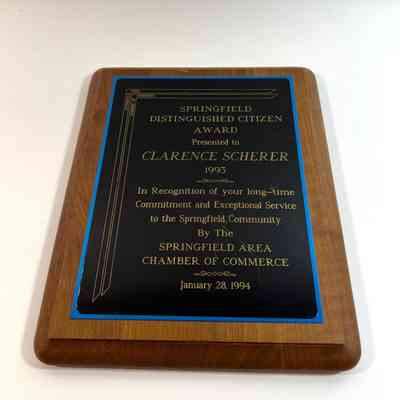 SPRINGFIELD
DISTINGUISHED CITIZEN
AWARD
Presented to
CLARENCE SCHERER
1993
In Recognition of your long-time
Commitment and Exceptional Service
to the Springfield, Community
By The
SPRINGFIELD AREA
CHAMBER OF COMMERCE
January 28, 1994